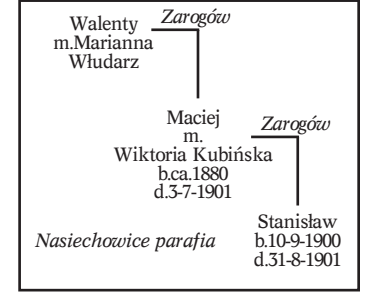 Walenty
m.Marianna
Włudarz
Zarogów
Maciej
m.
Wiktoria Kubińska
b.ca.1880
d.3-7-1901
Zarogów
Stanisław
b.10-9-1900
d.31-8-1901
Nasiechowice parafia